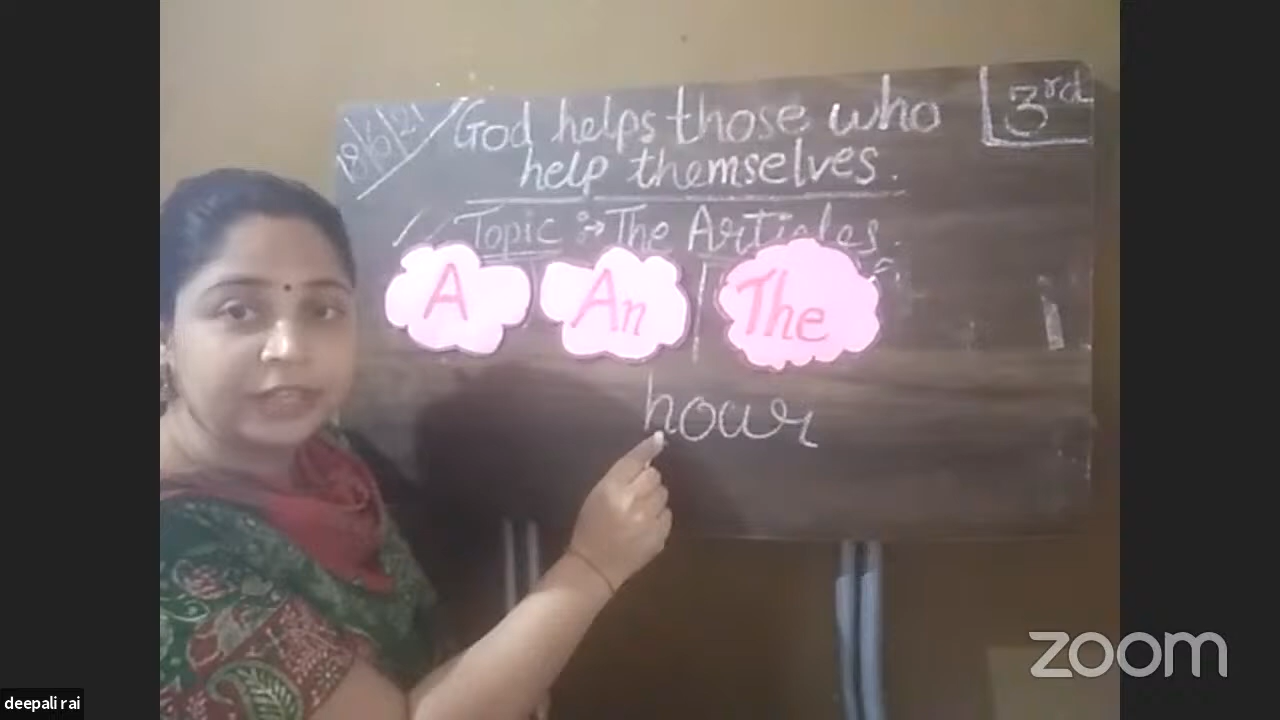 18/6/21
God helps those who
help themselves.
3rd
Topic :→ The Articles.
A
An
The
hour
zoom
deepali rai